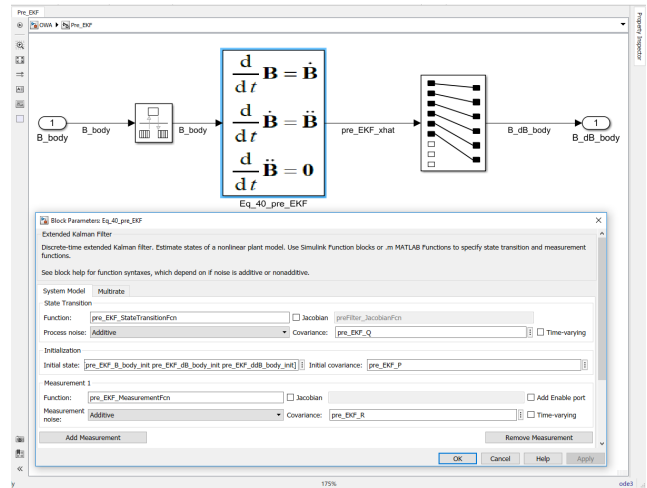 Pre_EKF
OWA ▶ Pre_EKF
Property Inspector
d/dt B = Ḃ
d/dt Ḃ = B̈
d/dt B̈ = 0
1
B_body
B_body
B_body
pre_EKF_xhat
B_dB_body
1
B_dB_body
Eq_40_pre_EKF
Block Parameters: Eq_40_pre_EKF
Extended Kalman Filter
Discrete-time extended Kalman filter. Estimate states of a nonlinear plant model. Use Simulink Function blocks or .m MATLAB Functions to specify state transition and measurement
functions.
See block help for function syntaxes, which depend on if noise is additive or nonadditive.
System Model Multirate
State Transition
Function: pre_EKF_StateTransitionFcn Jacobian preFilter_JacobianFcn
Process noise: Additive Covariance: pre_EKF_Q Time-varying
Initialization
Initial state: pre_EKF_B_body_init pre_EKF_dB_body_init pre_EKF_ddB_body_init] Initial covariance: pre_EKF_P
Measurement 1
Function: pre_EKF_MeasurementFcn Jacobian Add Enable port
Measurement
noise: Additive Covariance: pre_EKF_R Time-varying
Add Measurement Remove Measurement
OK Cancel Help Apply
y 175% ode3